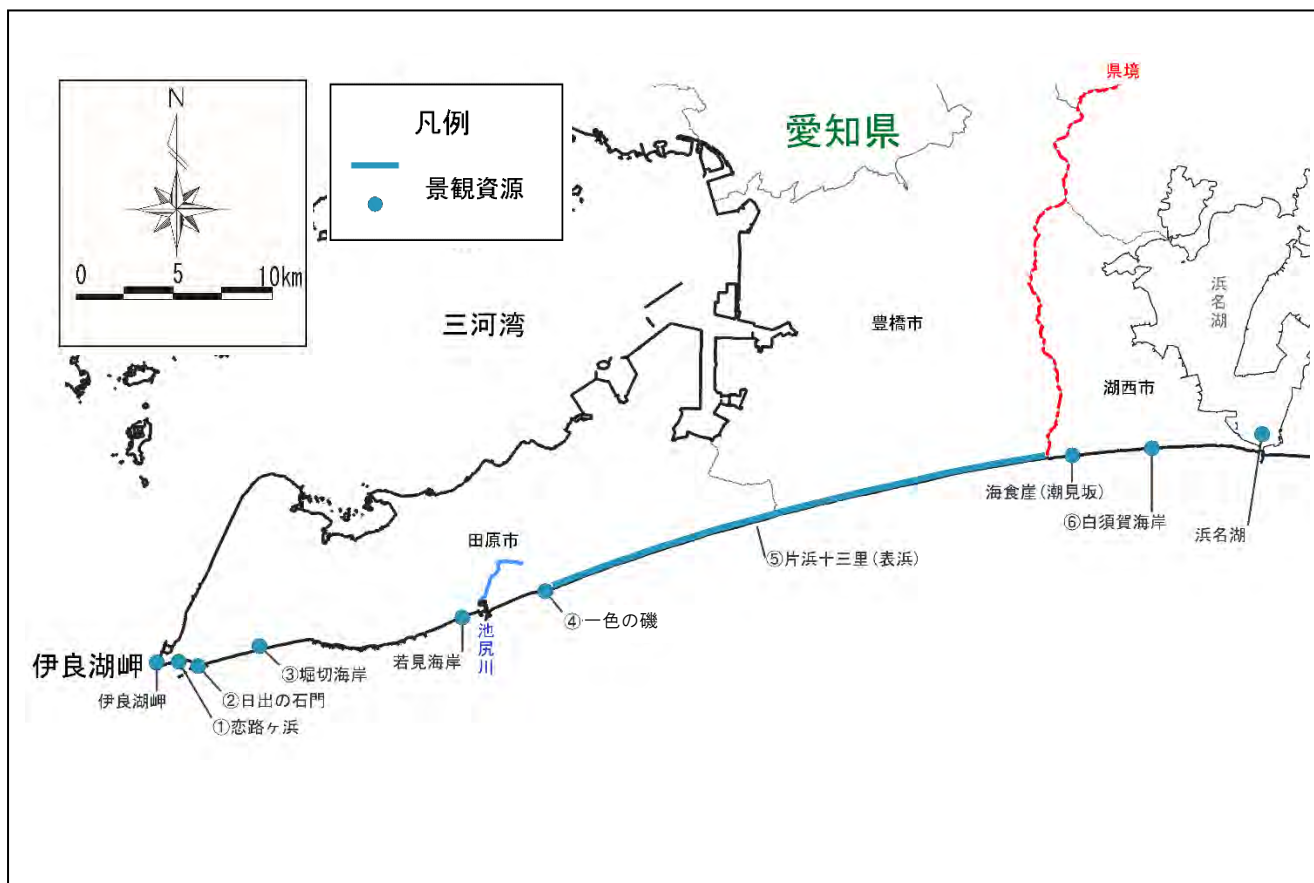 県境
N
凡例
愛知県
景観資源
0 5 10km
浜名湖
三河湾
豊橋市
湖西市
海食崖(潮見坂)
⑥白須賀海岸
浜名湖
田原市
⑤片浜十三里(表浜)
④一色の磯
池尻川
若見海岸
③堀切海岸
伊良湖岬
伊良湖岬
②日出の石門
①恋路ヶ浜